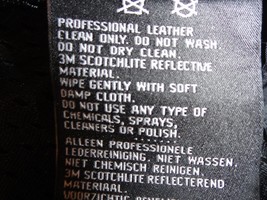 PROFESSIONAL LEATHER
CLEAN ONLY. DO NOT WASH.
DO NOT DRY CLEAN.
3M SCOTCHLITE REFLECTIVE
MATERIAL.
WIPE GENTLY WITH SOFT
DAMP CLOTH.
DO NOT USE ANY TYPE OF
CHEMICALS, SPRAYS,
CLEANERS OR POLISH.
ALLEEN PROFESSIONELE
LEDERREINIGING. NIET WASSEN.
NIET CHEMISCH REINIGEN.
3M SCOTCHLITE REFLECTEREND
MATERIAAL.
VOORZICHTIG